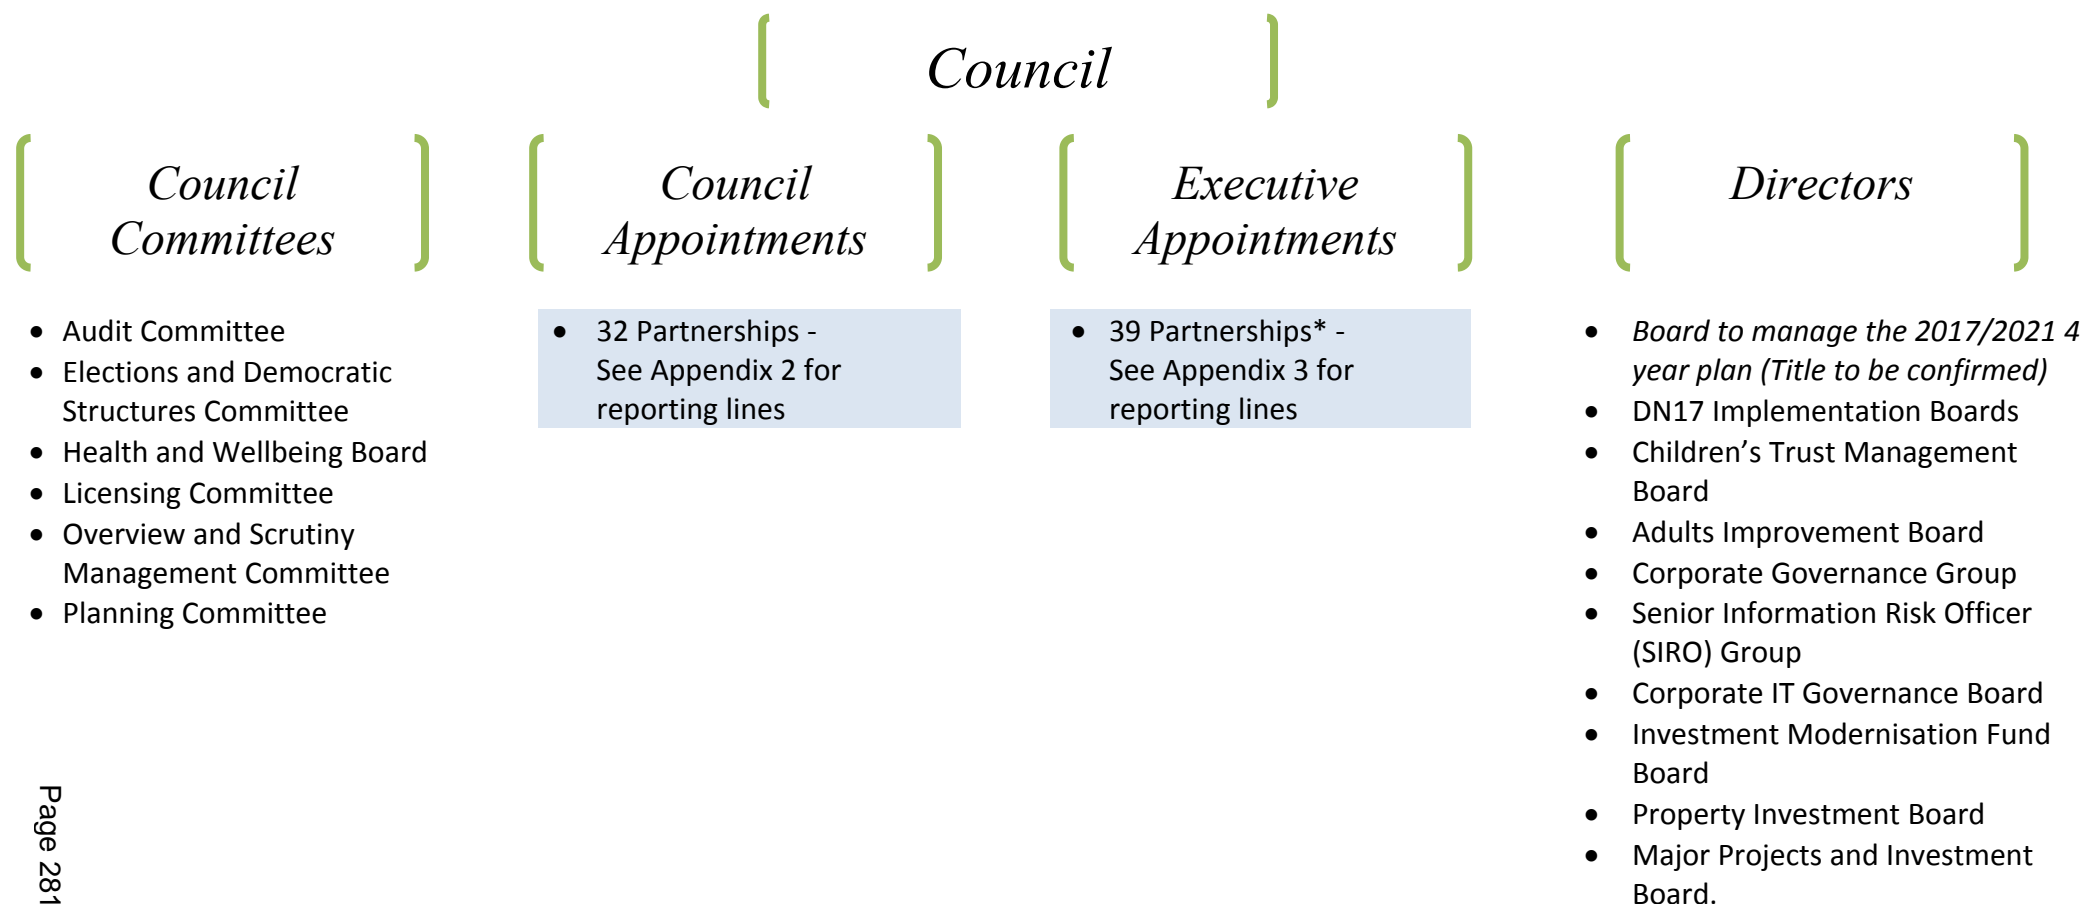 Council
Council
Committees
• Audit Committee
• Elections and Democratic
Structures Committee
• Health and Wellbeing Board
• Licensing Committee
• Overview and Scrutiny
Management Committee
• Planning Committee
Council
Appointments
• 32 Partnerships -
See Appendix 2 for
reporting lines
Executive
Appointments
• 39 Partnerships* -
See Appendix 3 for
reporting lines
Directors
• Board to manage the 2017/2021 4
year plan (Title to be confirmed)
• DN17 Implementation Boards
• Children’s Trust Management
Board
• Adults Improvement Board
• Corporate Governance Group
• Senior Information Risk Officer
(SIRO) Group
• Corporate IT Governance Board
• Investment Modernisation Fund
Board
• Property Investment Board
• Major Projects and Investment
Board.
Page 281